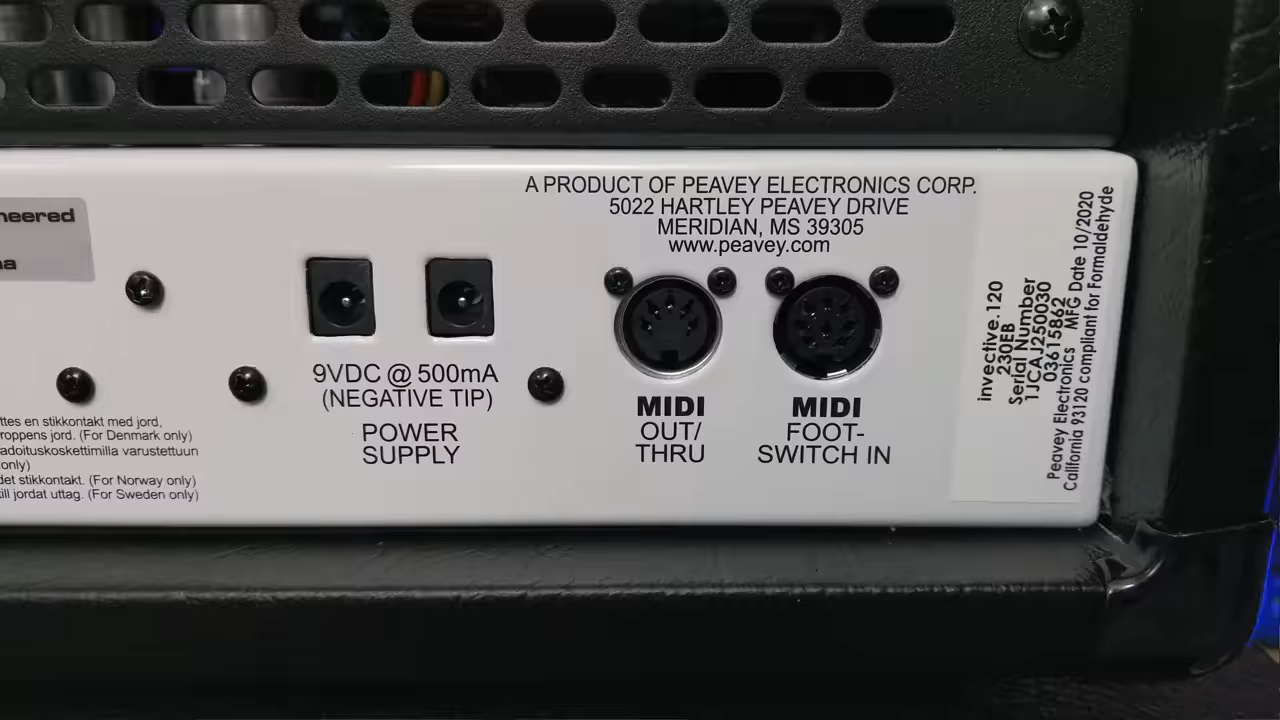 neered
na
A PRODUCT OF PEAVEY ELECTRONICS CORP.
5022 HARTLEY PEAVEY DRIVE
MERIDIAN, MS 39305
www.peavey.com
9VDC @ 500mA
(NEGATIVE TIP)
POWER
SUPPLY
MIDI
OUT/
THRU
MIDI
FOOT-
SWITCH IN
ttes en stikkontakt med jord,
roppens jord. (For Denmark only)
adoituskoskettimilla varustettuun
only)
det stikkontakt. (For Norway only)
till jordat uttag. (For Sweden only)
invective.120
230EB
Serial Number
1JCAJ250030
03615862
Peavey Electronics MFG Date 10/2020
California 93120 compliant for Formaldehyde